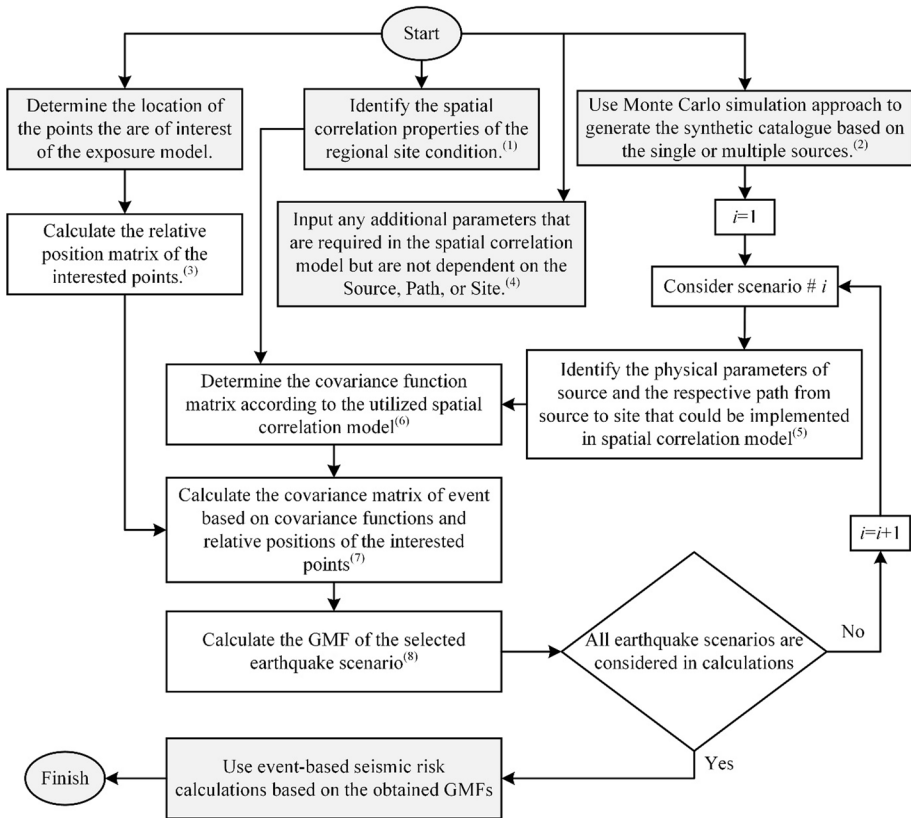 Start
Determine the location of
the points the are of interest
of the exposure model.
Identify the spatial
correlation properties of the
regional site condition.(1)
Use Monte Carlo simulation approach to
generate the synthetic catalogue based on
the single or multiple sources.(2)
Calculate the relative
position matrix of the
interested points.(3)
Input any additional parameters that
are required in the spatial correlation
model but are not dependent on the
Source, Path, or Site.(4)
i=1
Consider scenario # i
Determine the covariance function
matrix according to the utilized spatial
correlation model(6)
Identify the physical parameters of
source and the respective path from
source to site that could be implemented
in spatial correlation model(5)
Calculate the covariance matrix of event
based on covariance functions and
relative positions of the interested
points(7)
i=i+1
Calculate the GMF of the selected
earthquake scenario(8)
All earthquake scenarios are
considered in calculations
No
Yes
Use event-based seismic risk
calculations based on the obtained GMFs
Finish